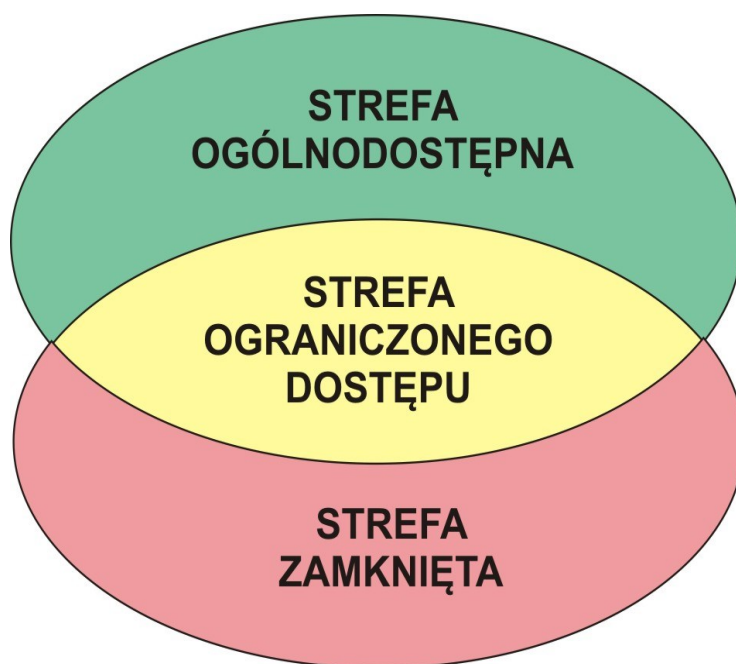 STREFA
OGÓLNODOSTĘPNA
STREFA
OGRANICZONEGO
DOSTĘPU
STREFA
ZAMKNIĘTA